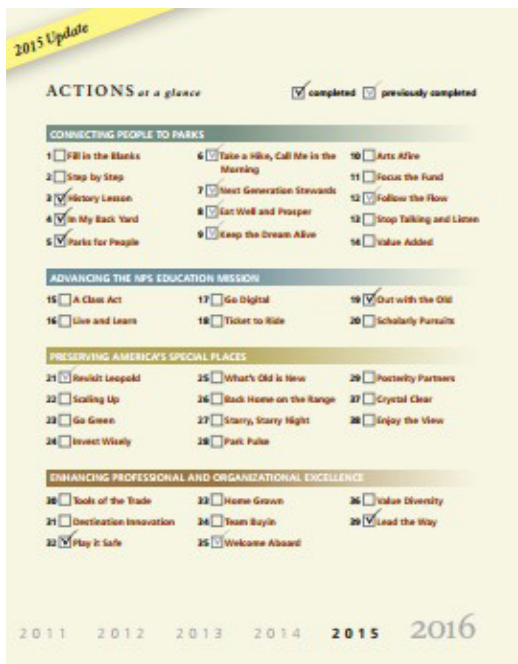 2015 Update
ACTIONS at a glance
completed previously completed
CONNECTING PEOPLE TO PARKS
1 Fill in the Blanks
2 Step by Step
3 History Lesson
4 In My Back Yard
5 Parks for People
6 Take a Hike, Call Me in the
Morning
7 Next Generation Stewards
8 Eat Well and Prosper
9 Keep the Dream Alive
10 Arts Afire
11 Focus the Fund
12 Follow the Flow
13 Stop Talking and Listen
14 Value Added
ADVANCING THE NPS EDUCATION MISSION
15 A Class Act
16 Live and Learn
17 Go Digital
18 Ticket to Ride
19 Out with the Old
20 Scholarly Pursuits
PRESERVING AMERICA'S SPECIAL PLACES
21 Revisit Leopold
22 Scaling Up
23 Go Green
24 Invest Wisely
25 What's Old is New
26 Back Home on the Range
27 Starry, Starry Night
28 Park Pulse
29 Posterity Partners
37 Crystal Clear
38 Enjoy the View
ENHANCING PROFESSIONAL AND ORGANIZATIONAL EXCELLENCE
30 Tools of the Trade
31 Destination Innovation
32 Play it Safe
33 Home Grown
34 Team Buyin
35 Welcome Aboard
36 Value Diversity
39 Lead the Way
2011 2012 2013 2014 2015 2016